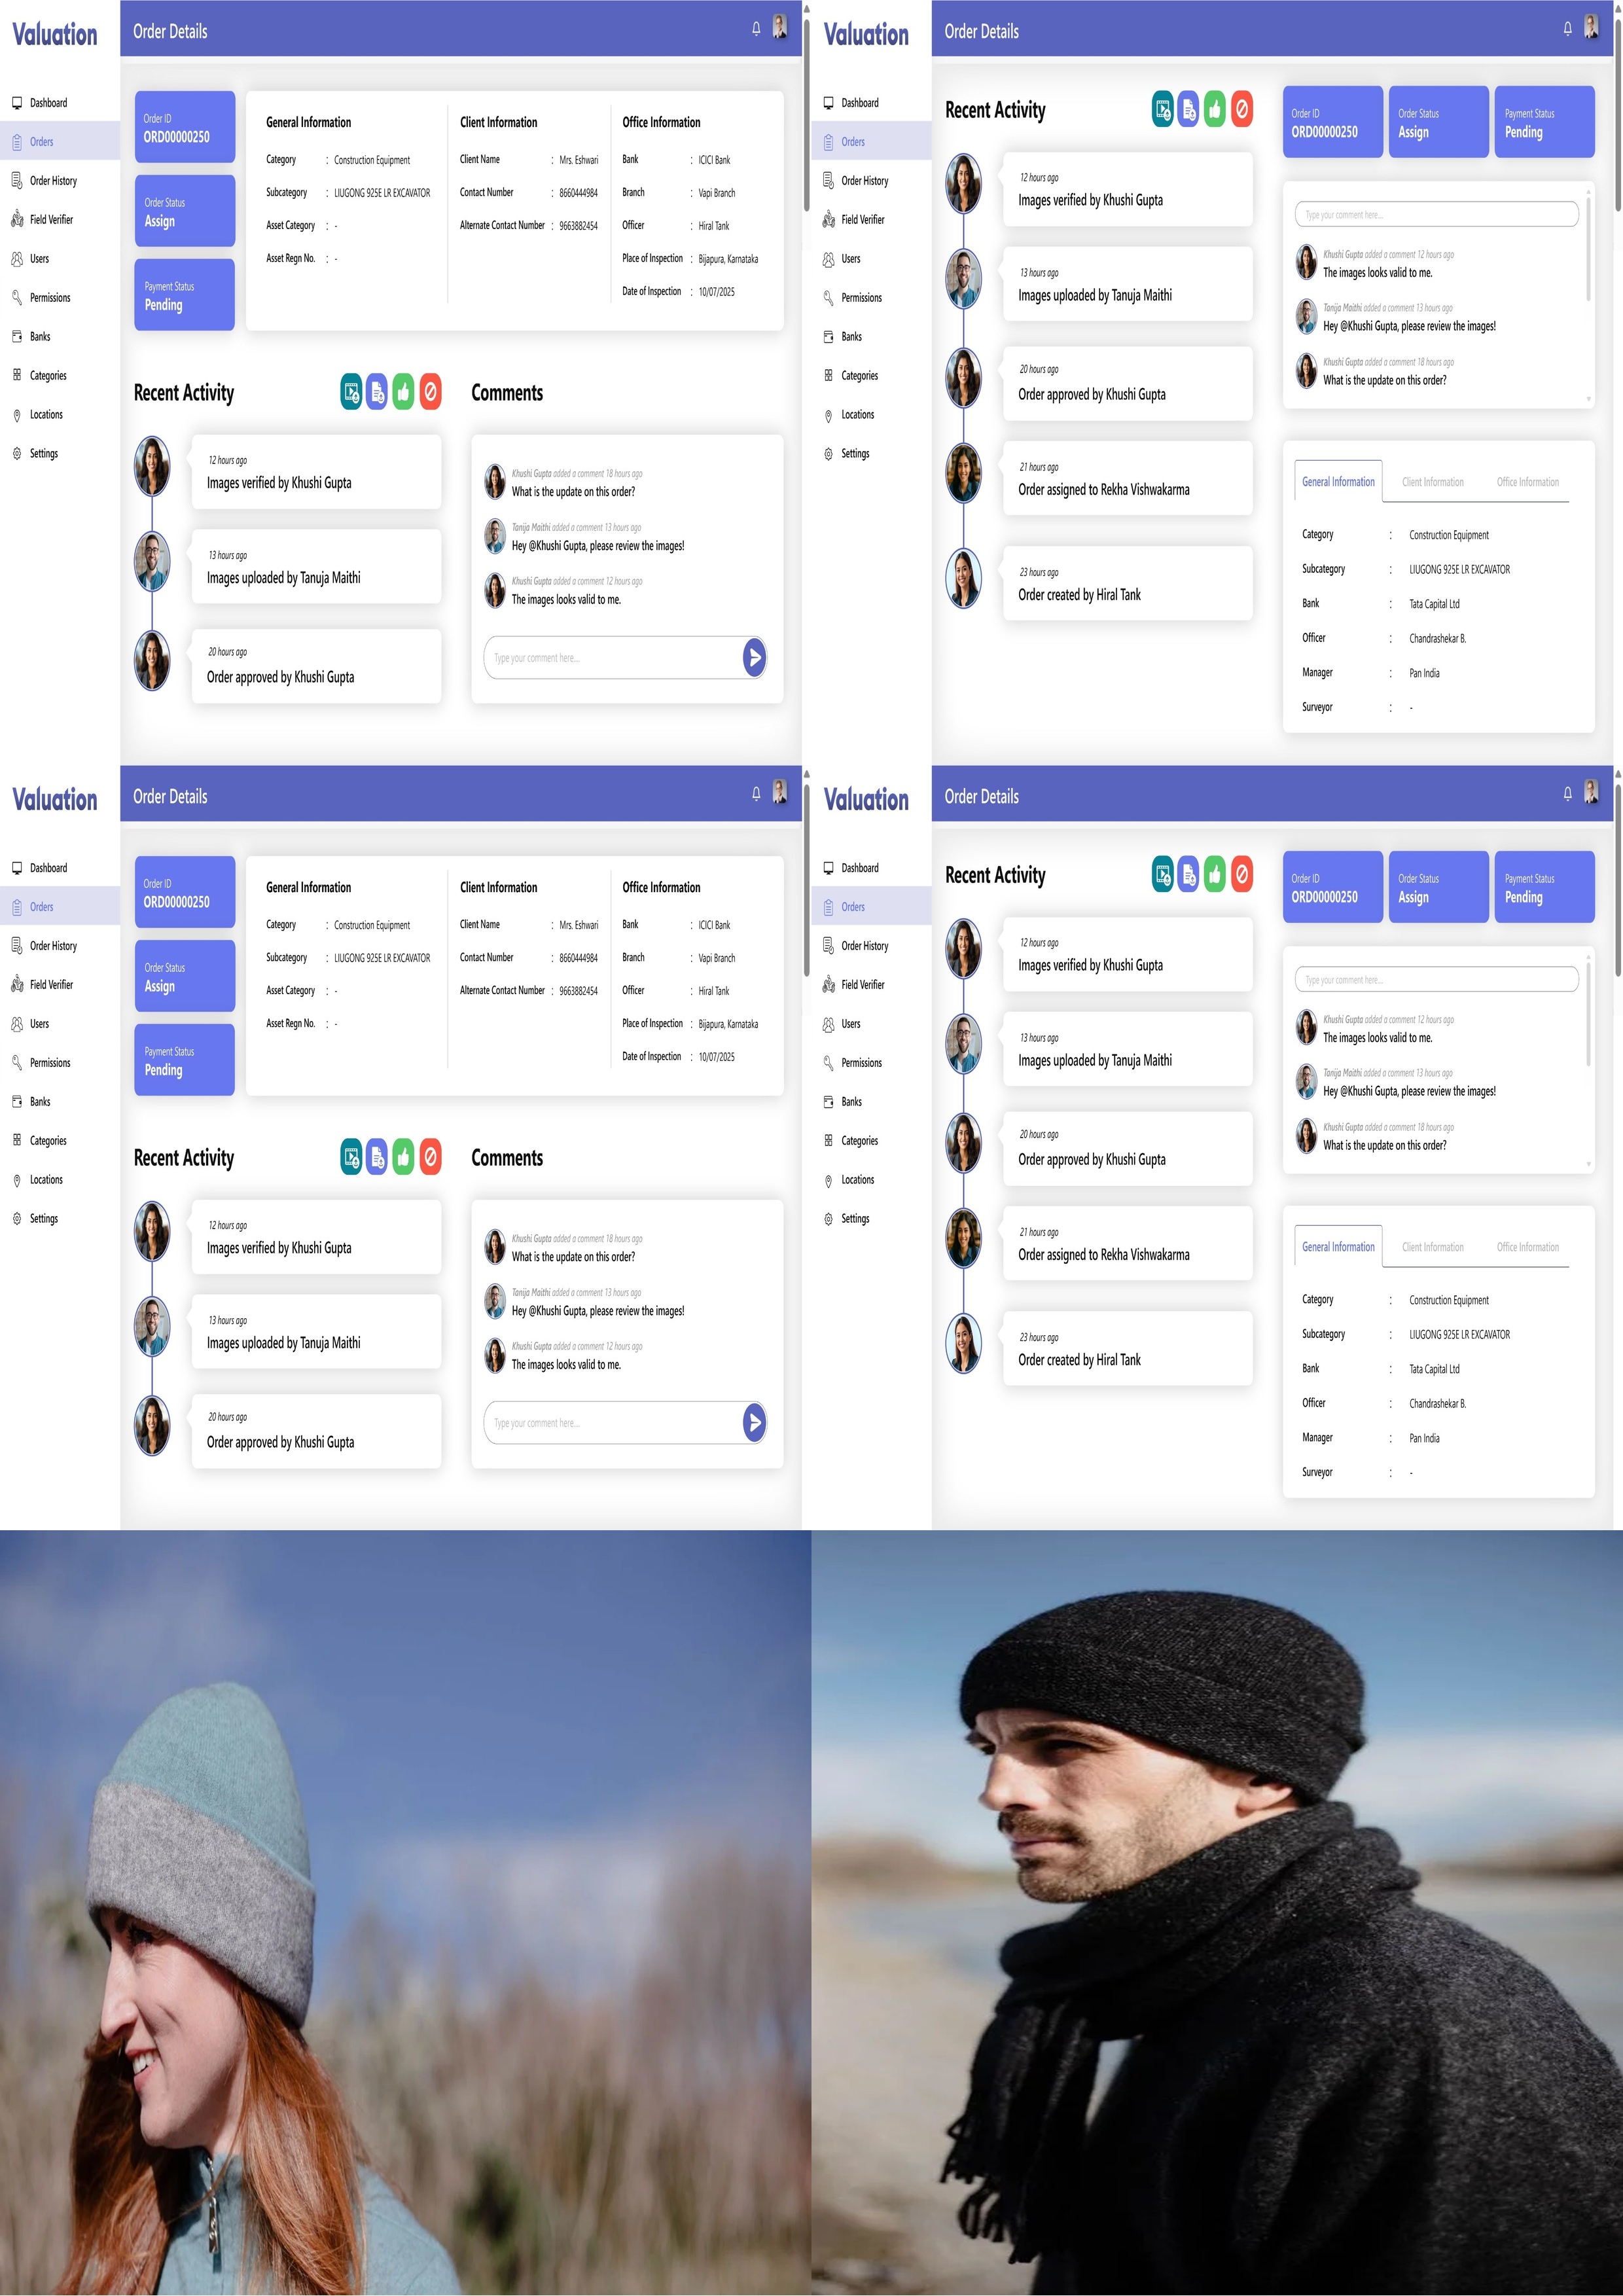 Valuation
Order Details
Dashboard
Orders
Order History
Field Verifier
Users
Permissions
Banks
Categories
Locations
Settings
Order ID
ORD00000250
Order Status
Assign
Payment Status
Pending
General Information
Category : Construction Equipment
Subcategory : LIUGONG 925E LR EXCAVATOR
Asset Category : -
Asset Regn No. : -
Client Information
Client Name : Mrs. Eshwari
Contact Number : 8660444984
Alternate Contact Number : 9663882454
Office Information
Bank : ICICI Bank
Branch : Vapi Branch
Officer : Hiral Tank
Place of Inspection : Bijapura, Karnataka
Date of Inspection : 10/07/2025
Recent Activity
12 hours ago
Images verified by Khushi Gupta
13 hours ago
Images uploaded by Tanuja Maithi
20 hours ago
Order approved by Khushi Gupta
Comments
Khushi Gupta added a comment 18 hours ago
What is the update on this order?
Tanija Maithi added a comment 13 hours ago
Hey @Khushi Gupta, please review the images!
Khushi Gupta added a comment 12 hours ago
The images looks valid to me.
Type your comment here...
Valuation
Order Details
Dashboard
Orders
Order History
Field Verifier
Users
Permissions
Banks
Categories
Locations
Settings
Recent Activity
12 hours ago
Images verified by Khushi Gupta
13 hours ago
Images uploaded by Tanuja Maithi
20 hours ago
Order approved by Khushi Gupta
21 hours ago
Order assigned to Rekha Vishwakarma
23 hours ago
Order created by Hiral Tank
Order ID
ORD00000250
Order Status
Assign
Payment Status
Pending
Type your comment here...
Khushi Gupta added a comment 12 hours ago
The images looks valid to me.
Tanija Maithi added a comment 13 hours ago
Hey @Khushi Gupta, please review the images!
Khushi Gupta added a comment 18 hours ago
What is the update on this order?
General Information Client Information Office Information
Category : Construction Equipment
Subcategory : LIUGONG 925E LR EXCAVATOR
Bank : Tata Capital Ltd
Officer : Chandrashekar B.
Manager : Pan India
Surveyor : -
Valuation
Order Details
Dashboard
Orders
Order History
Field Verifier
Users
Permissions
Banks
Categories
Locations
Settings
Order ID
ORD00000250
Order Status
Assign
Payment Status
Pending
General Information
Category : Construction Equipment
Subcategory : LIUGONG 925E LR EXCAVATOR
Asset Category : -
Asset Regn No. : -
Client Information
Client Name : Mrs. Eshwari
Contact Number : 8660444984
Alternate Contact Number : 9663882454
Office Information
Bank : ICICI Bank
Branch : Vapi Branch
Officer : Hiral Tank
Place of Inspection : Bijapura, Karnataka
Date of Inspection : 10/07/2025
Recent Activity
12 hours ago
Images verified by Khushi Gupta
13 hours ago
Images uploaded by Tanuja Maithi
20 hours ago
Order approved by Khushi Gupta
Comments
Khushi Gupta added a comment 18 hours ago
What is the update on this order?
Tanija Maithi added a comment 13 hours ago
Hey @Khushi Gupta, please review the images!
Khushi Gupta added a comment 12 hours ago
The images looks valid to me.
Type your comment here...
Valuation
Order Details
Dashboard
Orders
Order History
Field Verifier
Users
Permissions
Banks
Categories
Locations
Settings
Recent Activity
12 hours ago
Images verified by Khushi Gupta
13 hours ago
Images uploaded by Tanuja Maithi
20 hours ago
Order approved by Khushi Gupta
21 hours ago
Order assigned to Rekha Vishwakarma
23 hours ago
Order created by Hiral Tank
Order ID
ORD00000250
Order Status
Assign
Payment Status
Pending
Type your comment here...
Khushi Gupta added a comment 12 hours ago
The images looks valid to me.
Tanija Maithi added a comment 13 hours ago
Hey @Khushi Gupta, please review the images!
Khushi Gupta added a comment 18 hours ago
What is the update on this order?
General Information Client Information Office Information
Category : Construction Equipment
Subcategory : LIUGONG 925E LR EXCAVATOR
Bank : Tata Capital Ltd
Officer : Chandrashekar B.
Manager : Pan India
Surveyor : -